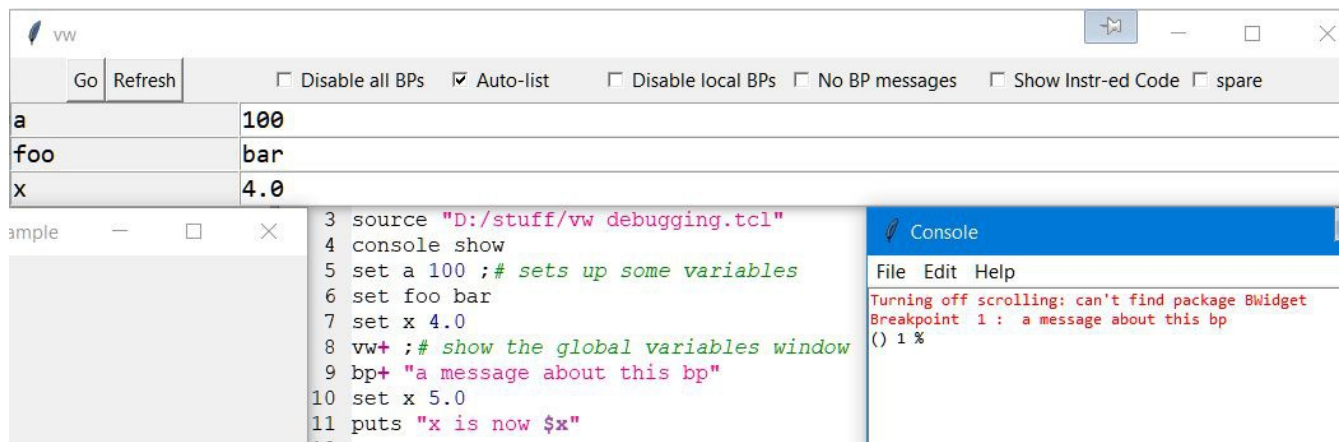 vw
Go Refresh Disable all BPs Auto-list Disable local BPs No BP messages Show Instr-ed Code spare
a 100
foo bar
x 4.0
ample
3 source "D:/stuff/vw debugging.tcl"
4 console show
5 set a 100 ;# sets up some variables
6 set foo bar
7 set x 4.0
8 vw+ ;# show the global variables window
9 bp+ "a message about this bp"
10 set x 5.0
11 puts "x is now $x"
Console
File Edit Help
Turning off scrolling: can't find package BWidget
Breakpoint 1 : a message about this bp
() 1 %